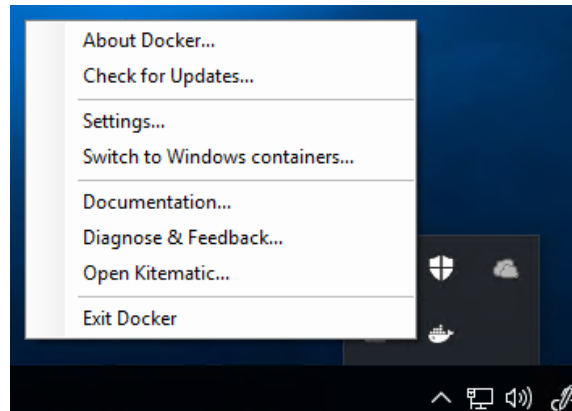 About Docker...
Check for Updates...
Settings...
Switch to Windows containers...
Documentation...
Diagnose & Feedback...
Open Kitematic...
Exit Docker